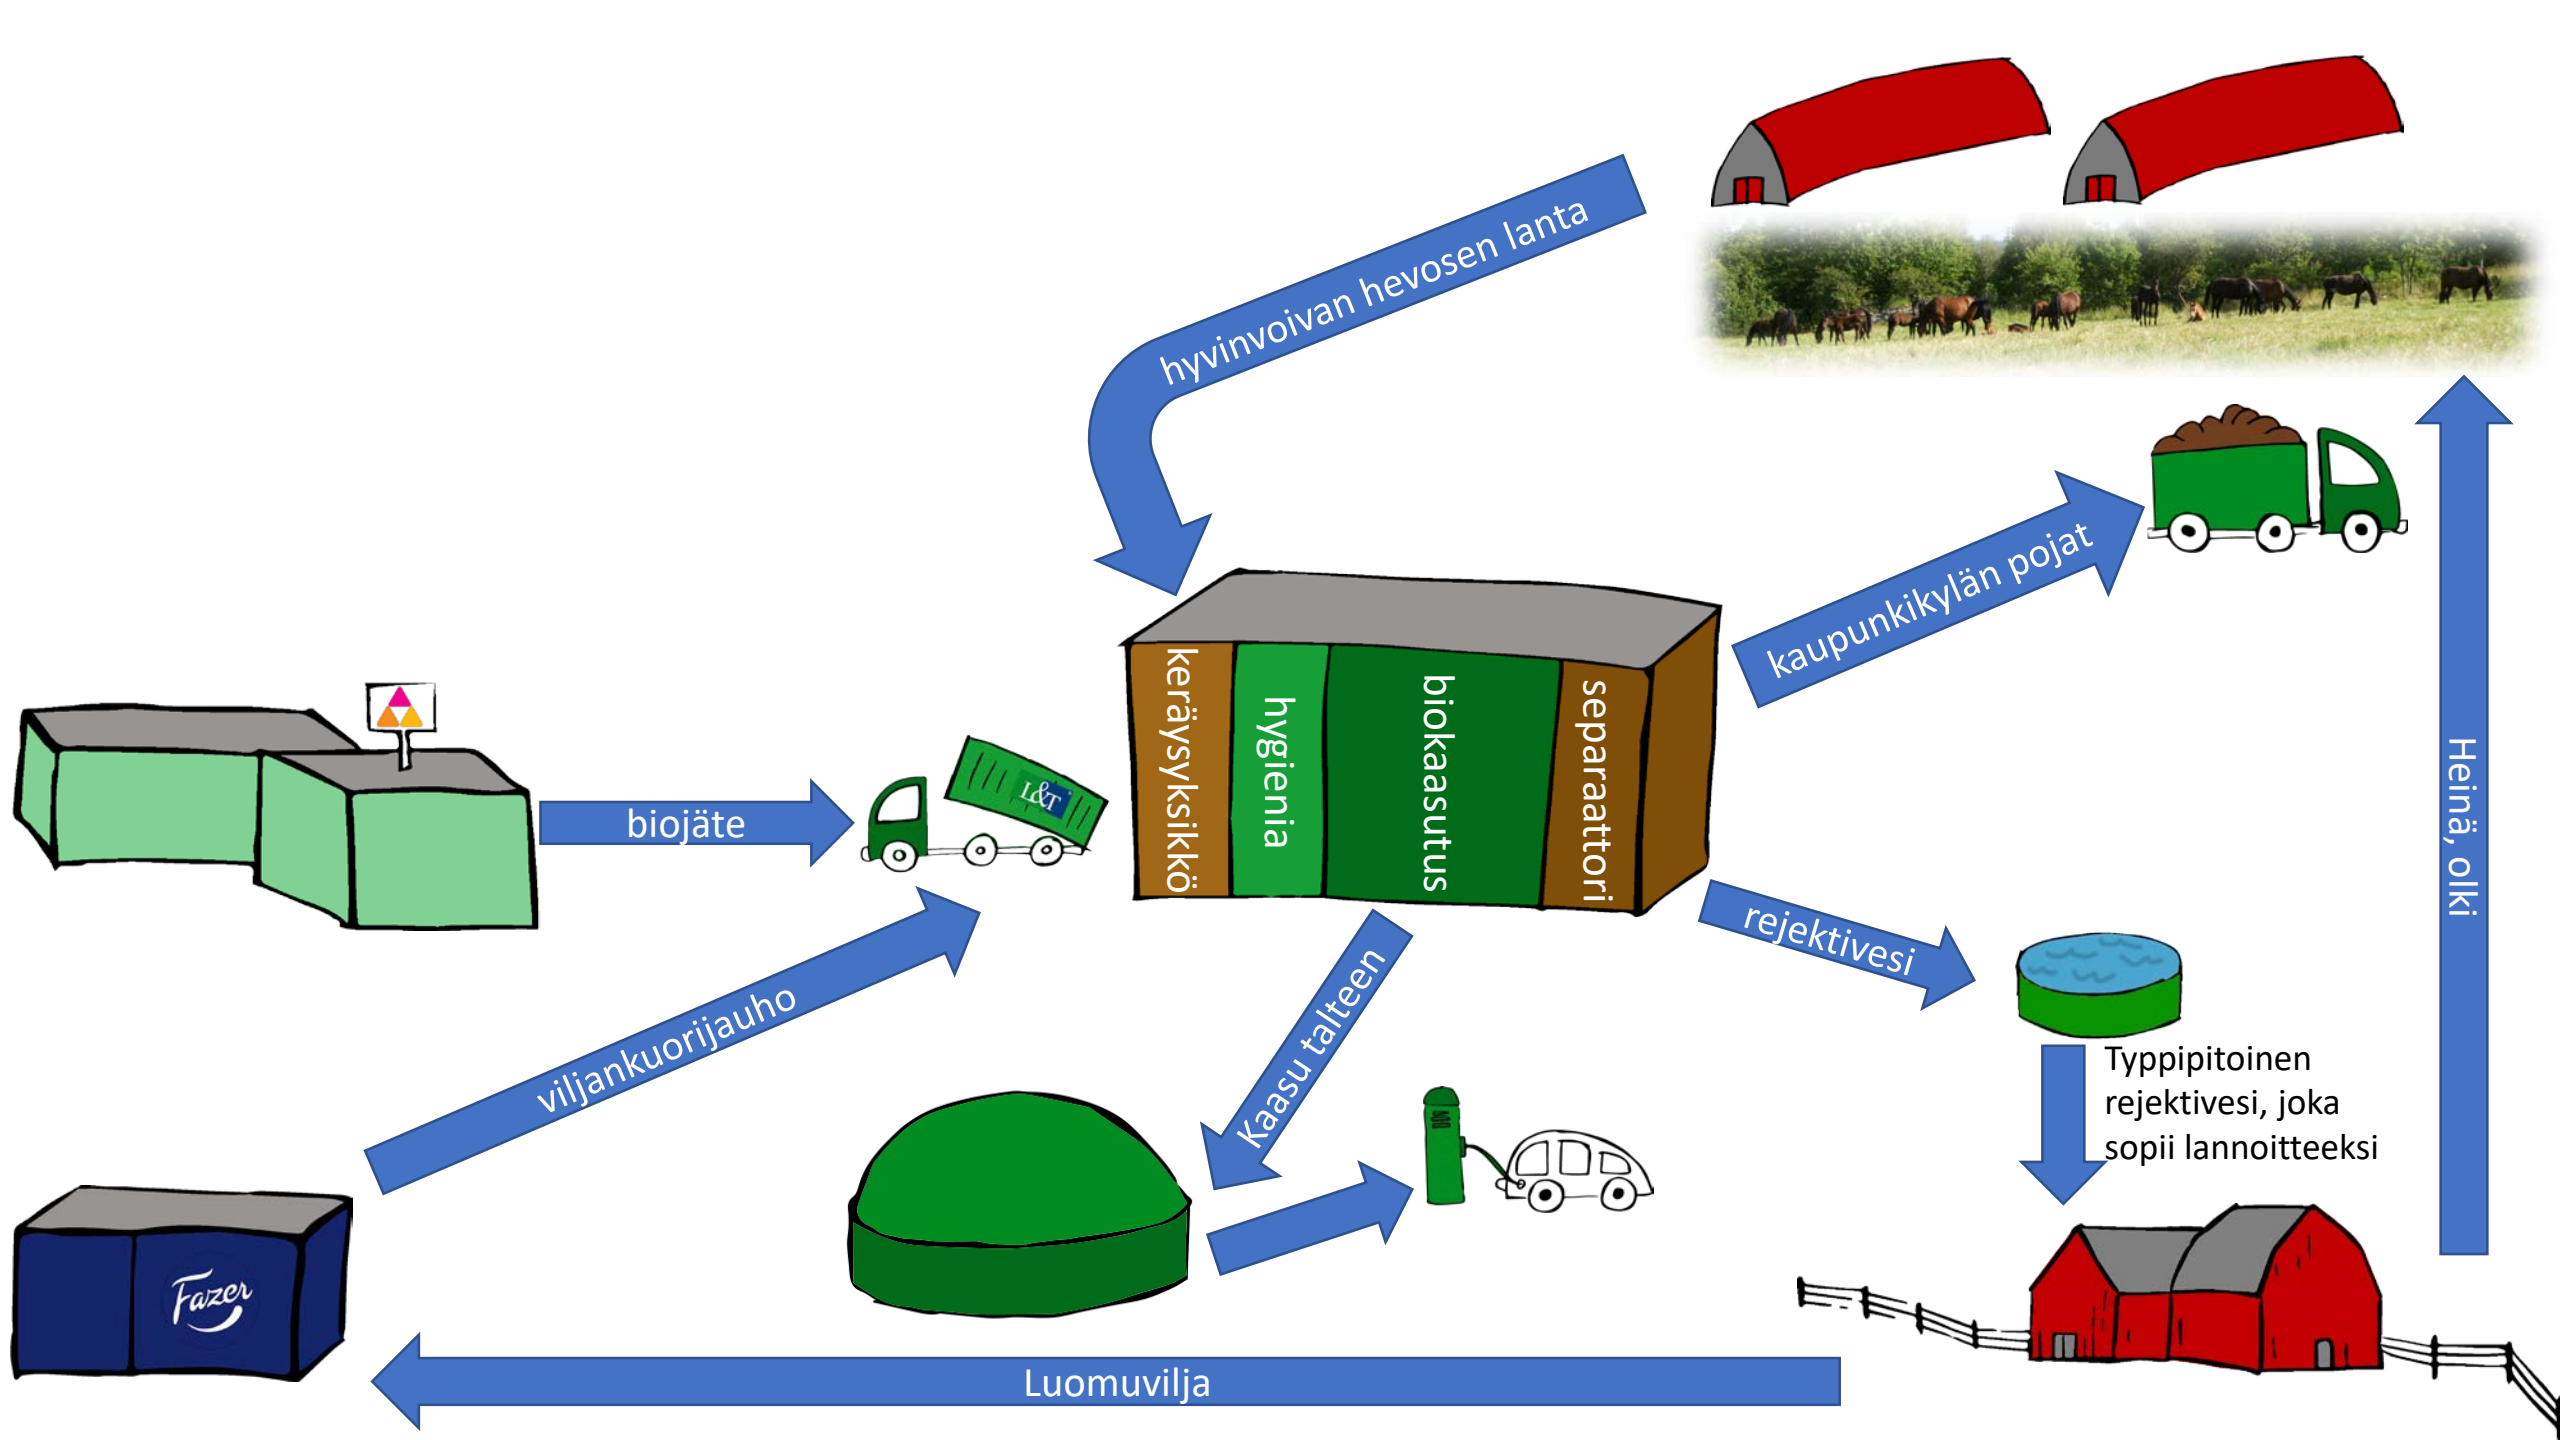 hyvinvoivan hevosen lanta
kaupunkikylän pojat
keräysyksikkö
hygienia
biokaasutus
separaattori
Heinä, olki
L&T
biojäte
rejektivesi
viljankuorijauho
Kaasu talteen
Typpipitoinen
rejektivesi, joka
sopii lannoitteeksi
Fazer
Luomuvilja